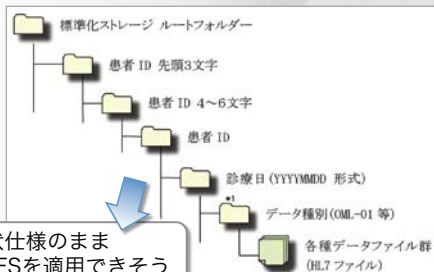 標準化ストレージ ルートフォルダー
患者 ID 先頭3文字
患者 ID 4～6文字
患者 ID
診療日(YYYYMMDD 形式)
*1
データ種別(OML-01 等)
各種データファイル群
(HL7 ファイル)
状仕様のまま
FSを適用できそう